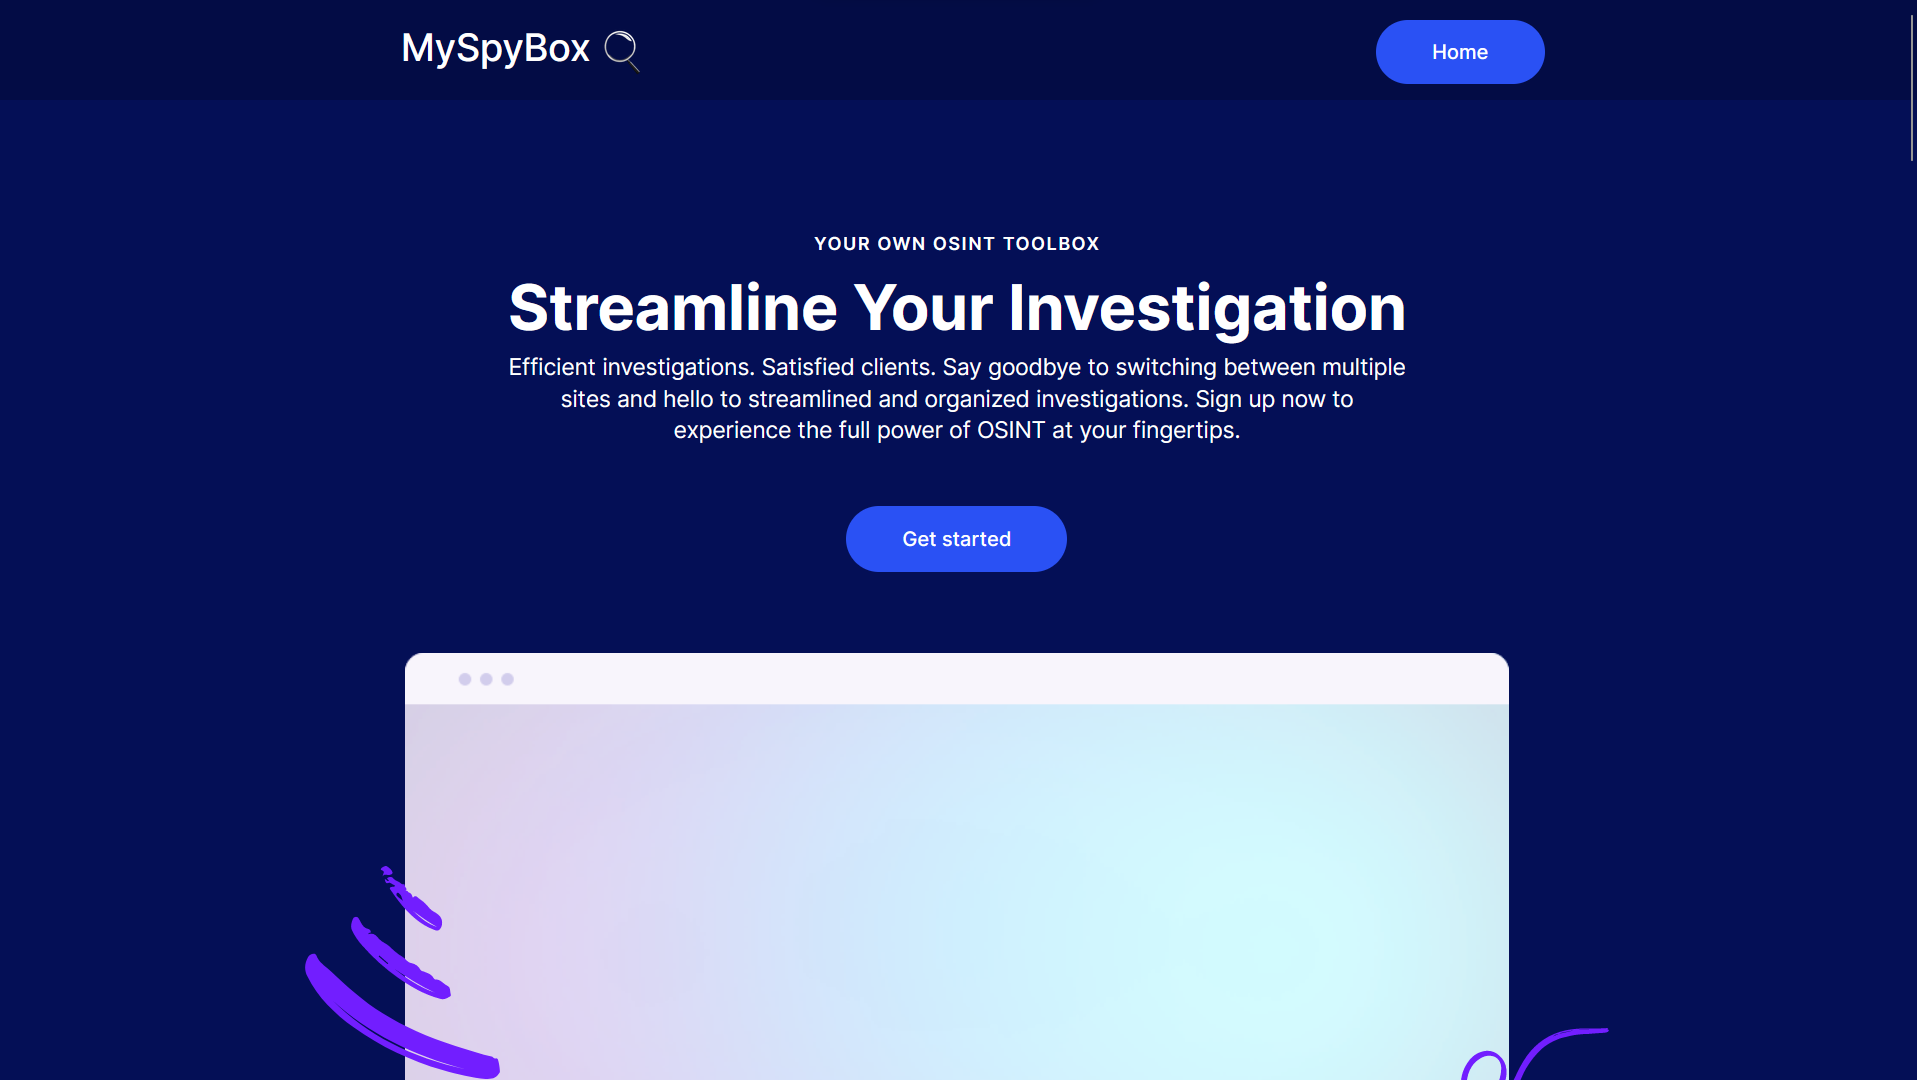 MySpyBox
Home
YOUR OWN OSINT TOOLBOX
Streamline Your Investigation
Efficient investigations. Satisfied clients. Say goodbye to switching between multiple
sites and hello to streamlined and organized investigations. Sign up now to
experience the full power of OSINT at your fingertips.
Get started